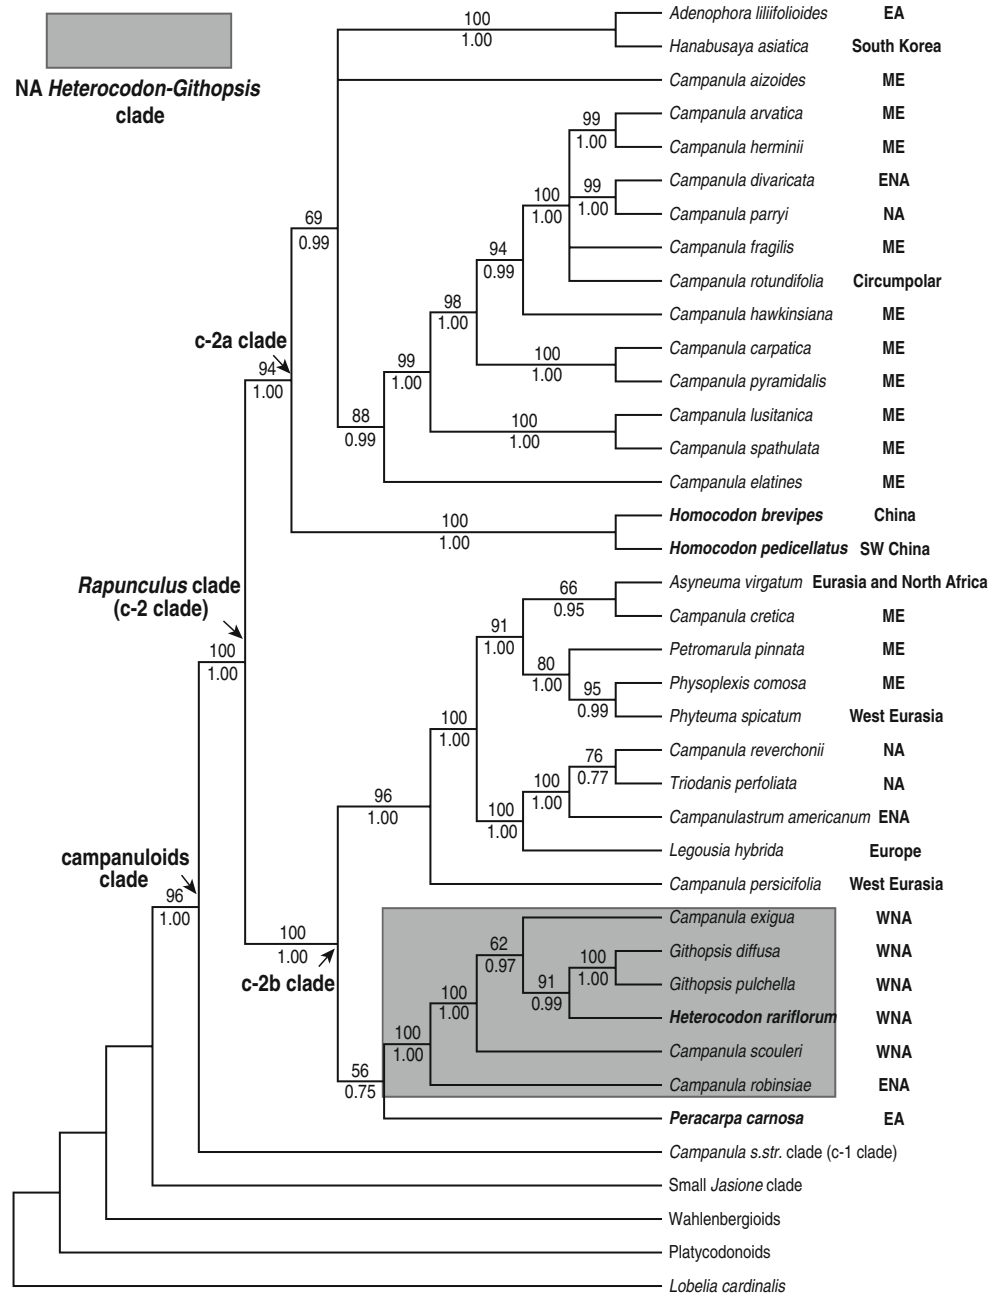 NA Heterocodon-Githopsis
clade
100
1.00
Adenophora liliifolioides EA
Hanabusaya asiatica South Korea
Campanula aizoides ME
99
1.00
Campanula arvatica ME
Campanula herminii ME
100
1.00
99
1.00
Campanula divaricata ENA
Campanula parryi NA
69
0.99
94
0.99
Campanula fragilis ME
Campanula rotundifolia Circumpolar
98
1.00
Campanula hawkinsiana ME
c-2a clade
94
1.00
99
1.00
100
1.00
Campanula carpatica ME
Campanula pyramidalis ME
88
0.99
100
1.00
Campanula lusitanica ME
Campanula spathulata ME
Campanula elatines ME
100
1.00
Homocodon brevipes China
Homocodon pedicellatus SW China
Rapunculus clade
(c-2 clade)
66
0.95
Asyneuma virgatum Eurasia and North Africa
Campanula cretica ME
91
1.00
80
1.00
Petromarula pinnata ME
100
1.00
95
0.99
Physoplexis comosa ME
Phyteuma spicatum West Eurasia
100
1.00
76
0.77
Campanula reverchonii NA
Triodanis perfoliata NA
100
1.00
Campanulastrum americanum ENA
96
1.00
100
1.00
Legousia hybrida Europe
Campanula persicifolia West Eurasia
campanuloids
clade
96
1.00
100
1.00
c-2b clade
Campanula exigua WNA
62
0.97
100
1.00
Githopsis diffusa WNA
Githopsis pulchella WNA
100
1.00
91
0.99
Heterocodon rariflorum WNA
100
1.00
Campanula scouleri WNA
56
0.75
Campanula robinsiae ENA
Peracarpa carnosa EA
Campanula s.str. clade (c-1 clade)
Small Jasione clade
Wahlenbergioids
Platycodonoids
Lobelia cardinalis